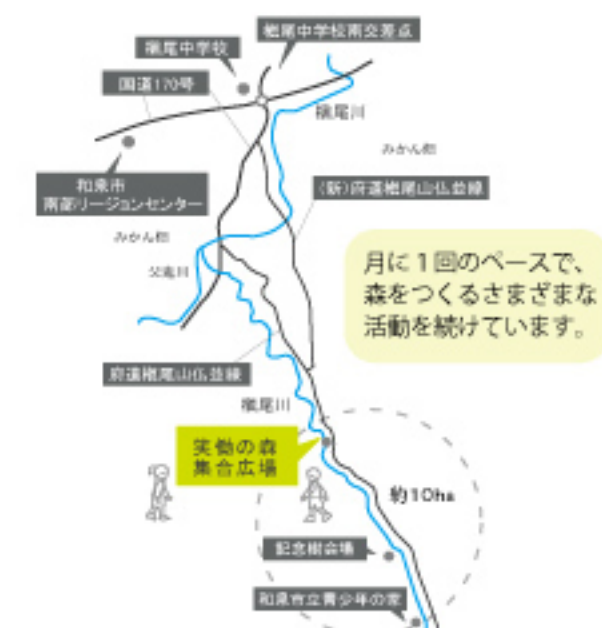 槇尾中学校南交差点
槇尾中学校
国道170号
槇尾川
みかん畑
和泉市
南部リージョンセンター
(新)府道槇尾山仏並線
みかん畑
父鬼川
月に1回のペースで、
森をつくるさまざまな
活動を続けています。
府道槇尾山仏並線
槇尾川
笑働の森
集合広場
約10ha
記念樹会場
和泉市立青少年の家